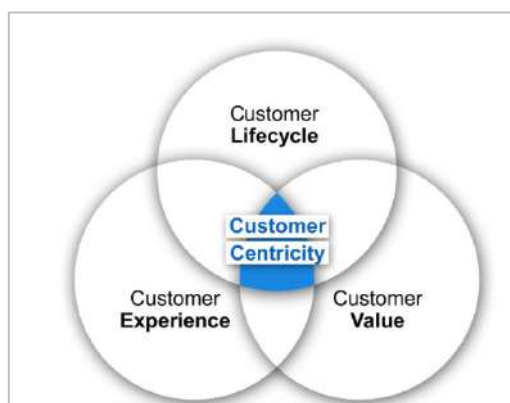 Customer
Lifecycle
Customer
Centricity
Customer
Experience
Customer
Value